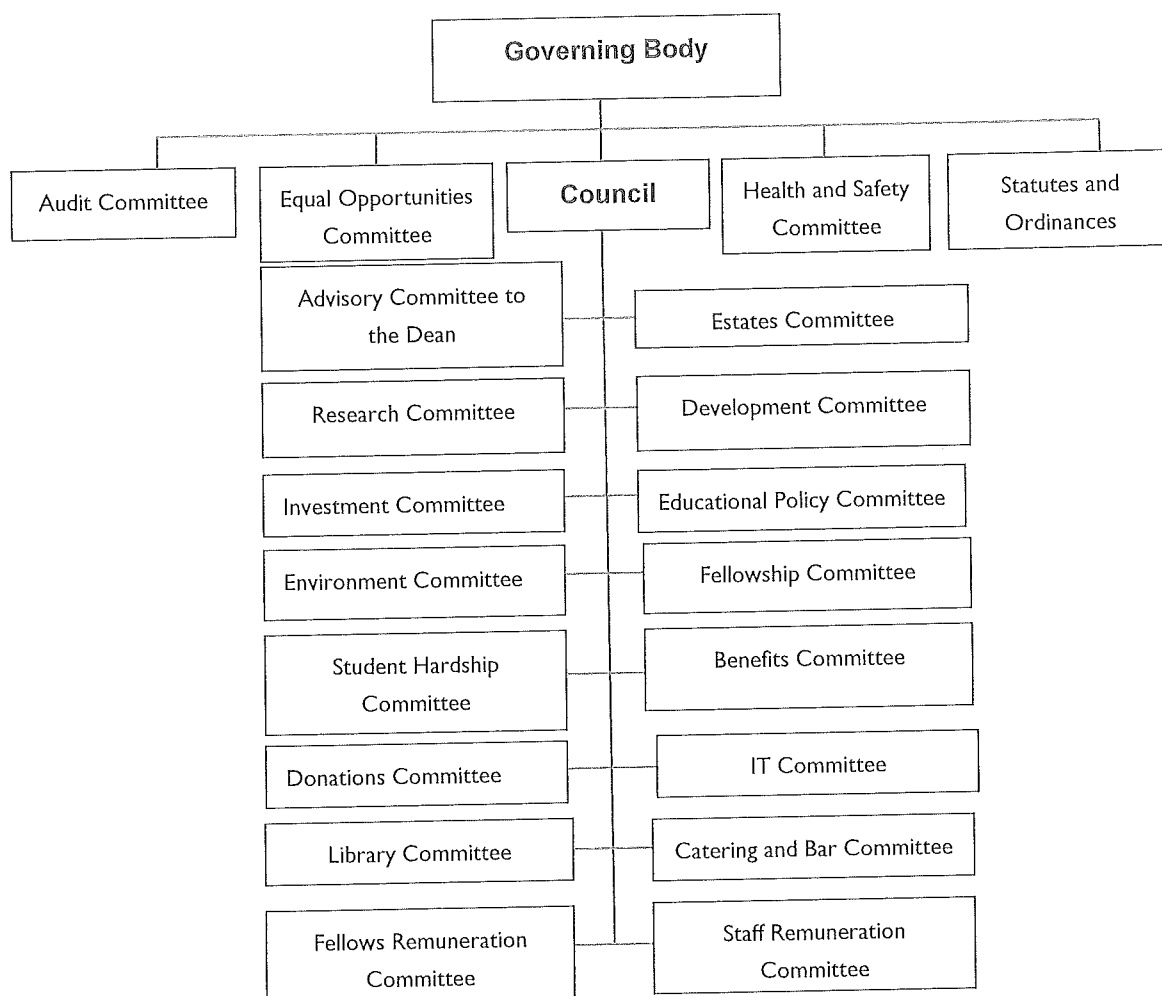 Governing Body
Audit Committee
Equal Opportunities
Committee
Council
Health and Safety
Committee
Statutes and
Ordinances
Advisory Committee to
the Dean
Estates Committee
Research Committee
Development Committee
Investment Committee
Educational Policy Committee
Environment Committee
Fellowship Committee
Student Hardship
Committee
Benefits Committee
Donations Committee
IT Committee
Library Committee
Catering and Bar Committee
Fellows Remuneration
Committee
Staff Remuneration
Committee